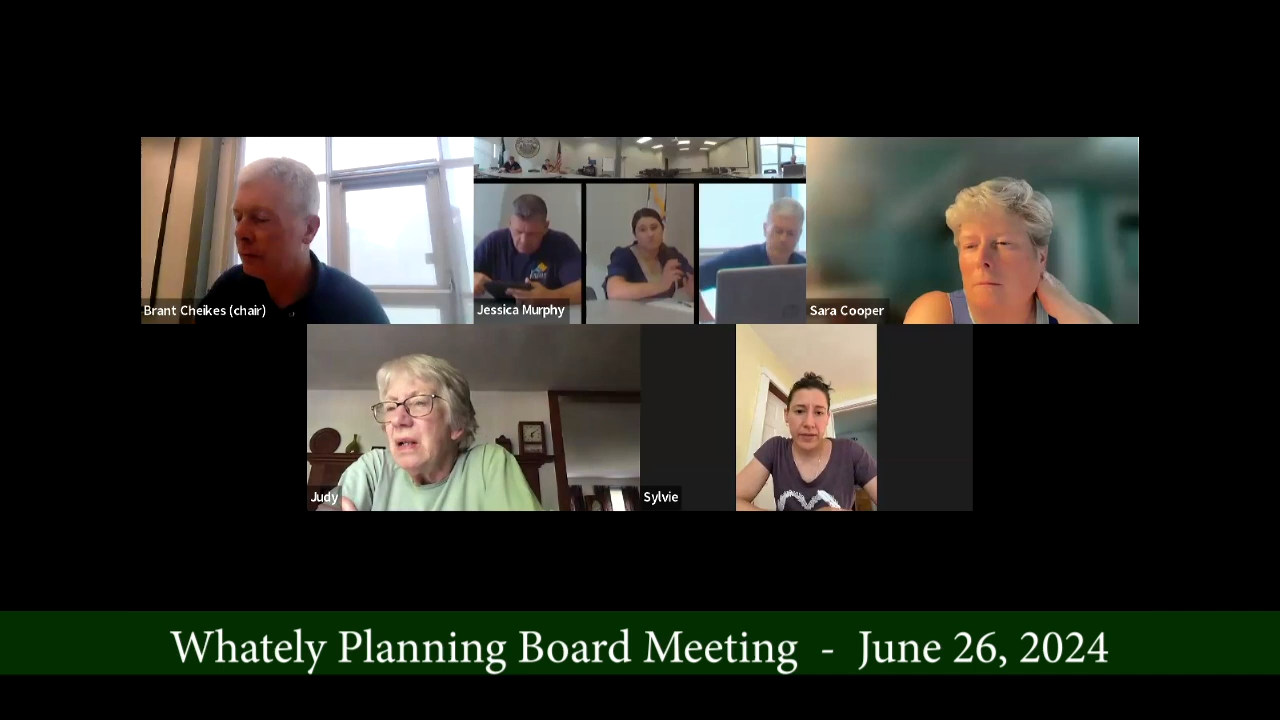 Brant Cheikes (chair)
Jessica Murphy
Sara Cooper
Judy
Sylvie
Whately Planning Board Meeting - June 26, 2024